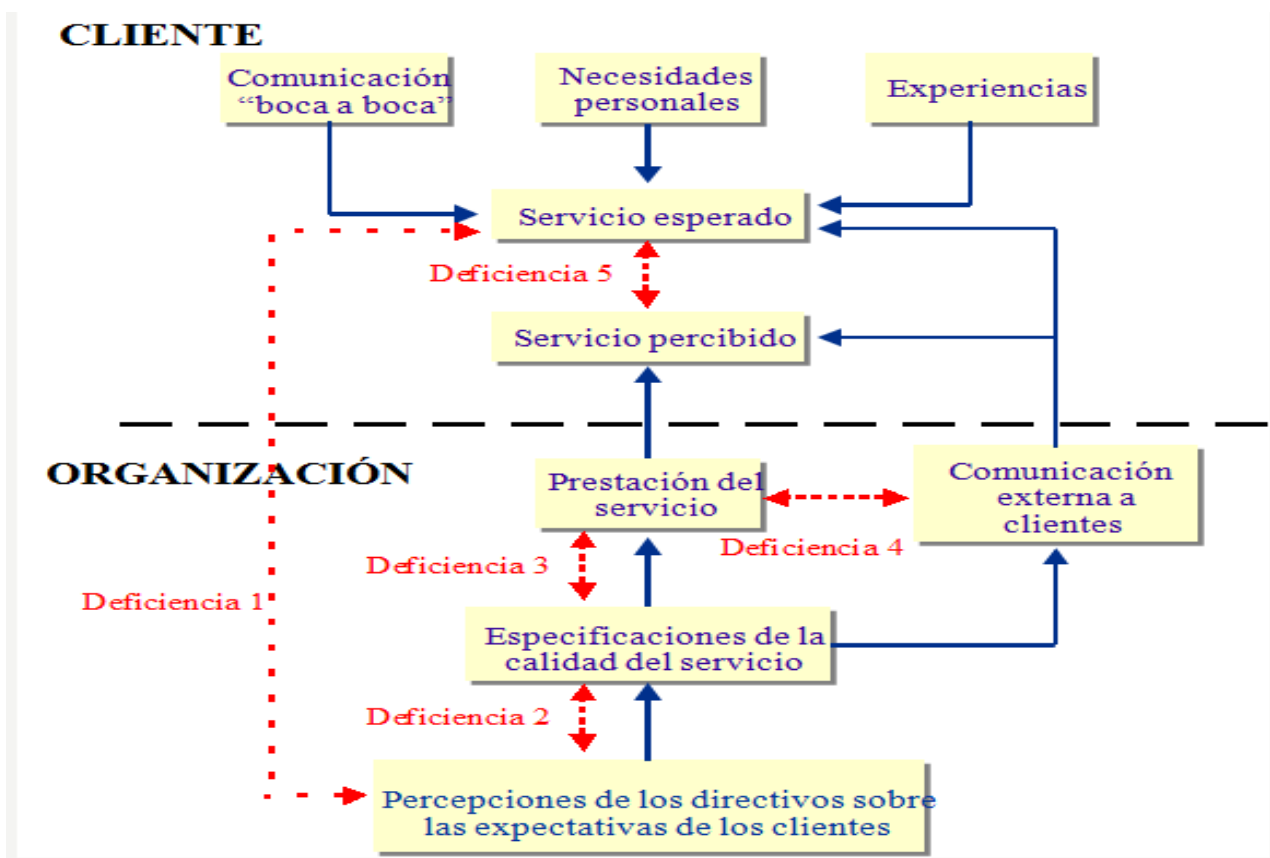 CLIENTE
Comunicación
“boca a boca”
Necesidades
personales
Experiencias
Servicio esperado
Deficiencia 5
Servicio percibido
ORGANIZACIÓN
Prestación del
servicio
Comunicación
externa a
clientes
Deficiencia 4
Deficiencia 3
Deficiencia 1
Especificaciones de la
calidad del servicio
Deficiencia 2
Percepciones de los directivos sobre
las expectativas de los clientes